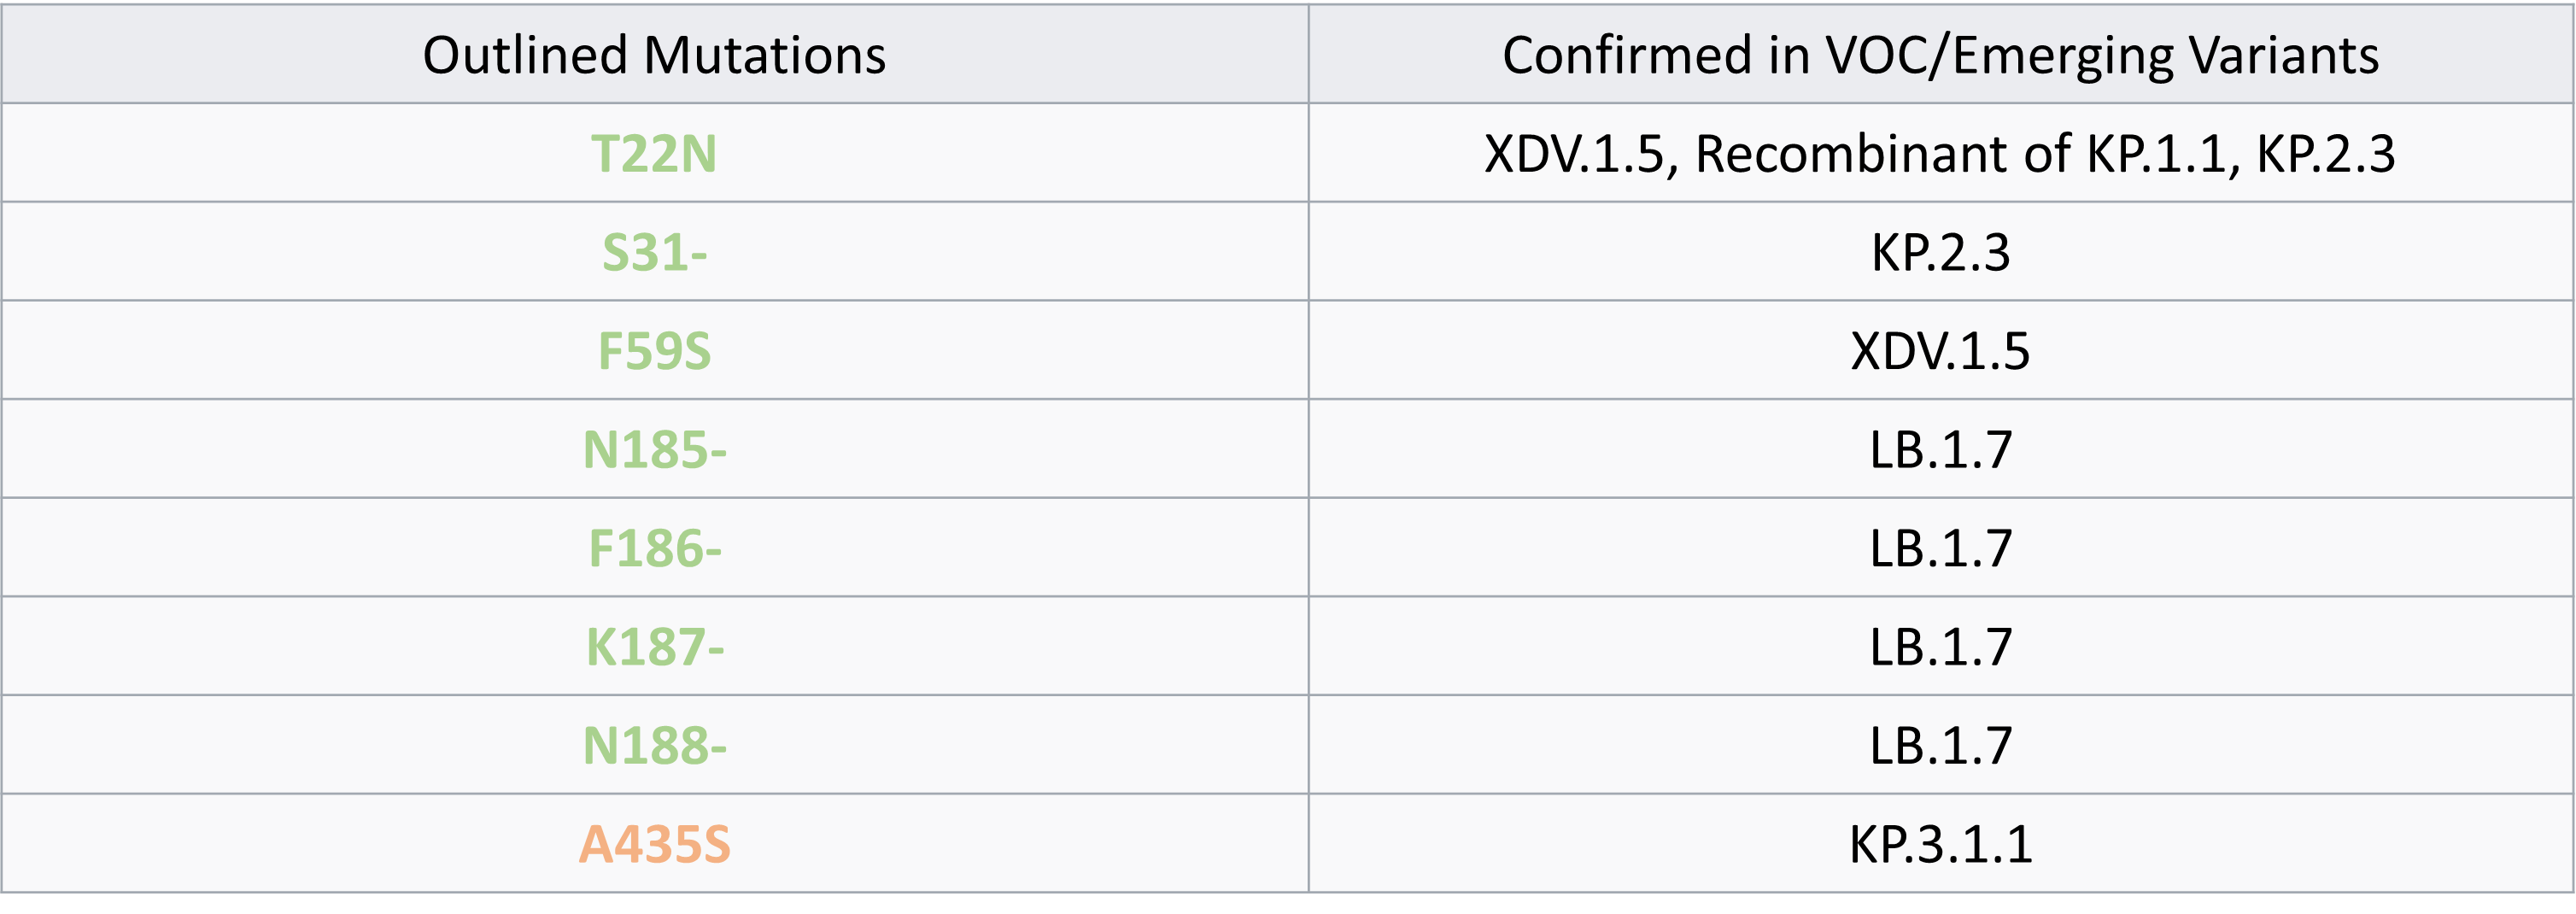 Outlined Mutations Confirmed in VOC/Emerging Variants
T22N XDV.1.5, Recombinant of KP.1.1, KP.2.3
S31- KP.2.3
F59S XDV.1.5
N185- LB.1.7
F186- LB.1.7
K187- LB.1.7
N188- LB.1.7
A435S KP.3.1.1